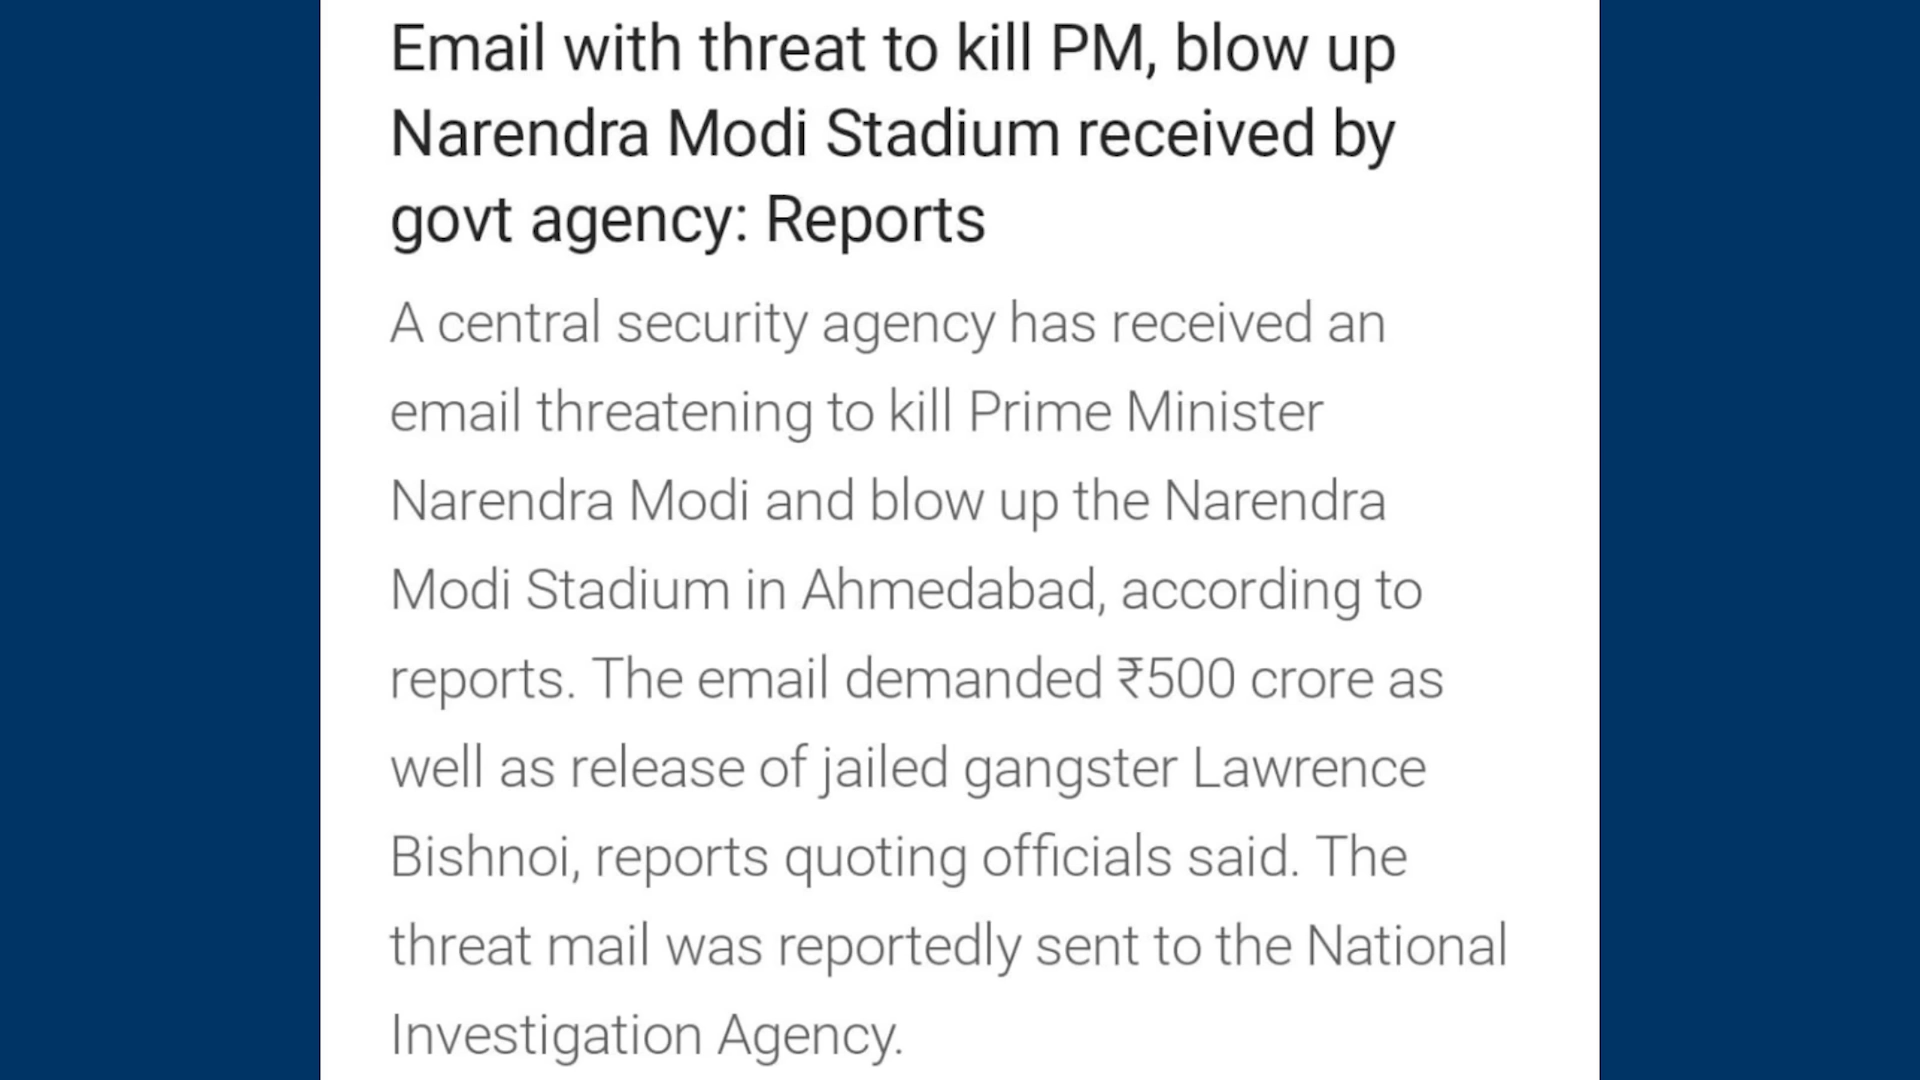 Email with threat to kill PM, blow up
Narendra Modi Stadium received by
govt agency: Reports
A central security agency has received an
email threatening to kill Prime Minister
Narendra Modi and blow up the Narendra
Modi Stadium in Ahmedabad, according to
reports. The email demanded ₹500 crore as
well as release of jailed gangster Lawrence
Bishnoi, reports quoting officials said. The
threat mail was reportedly sent to the National
Investigation Agency.